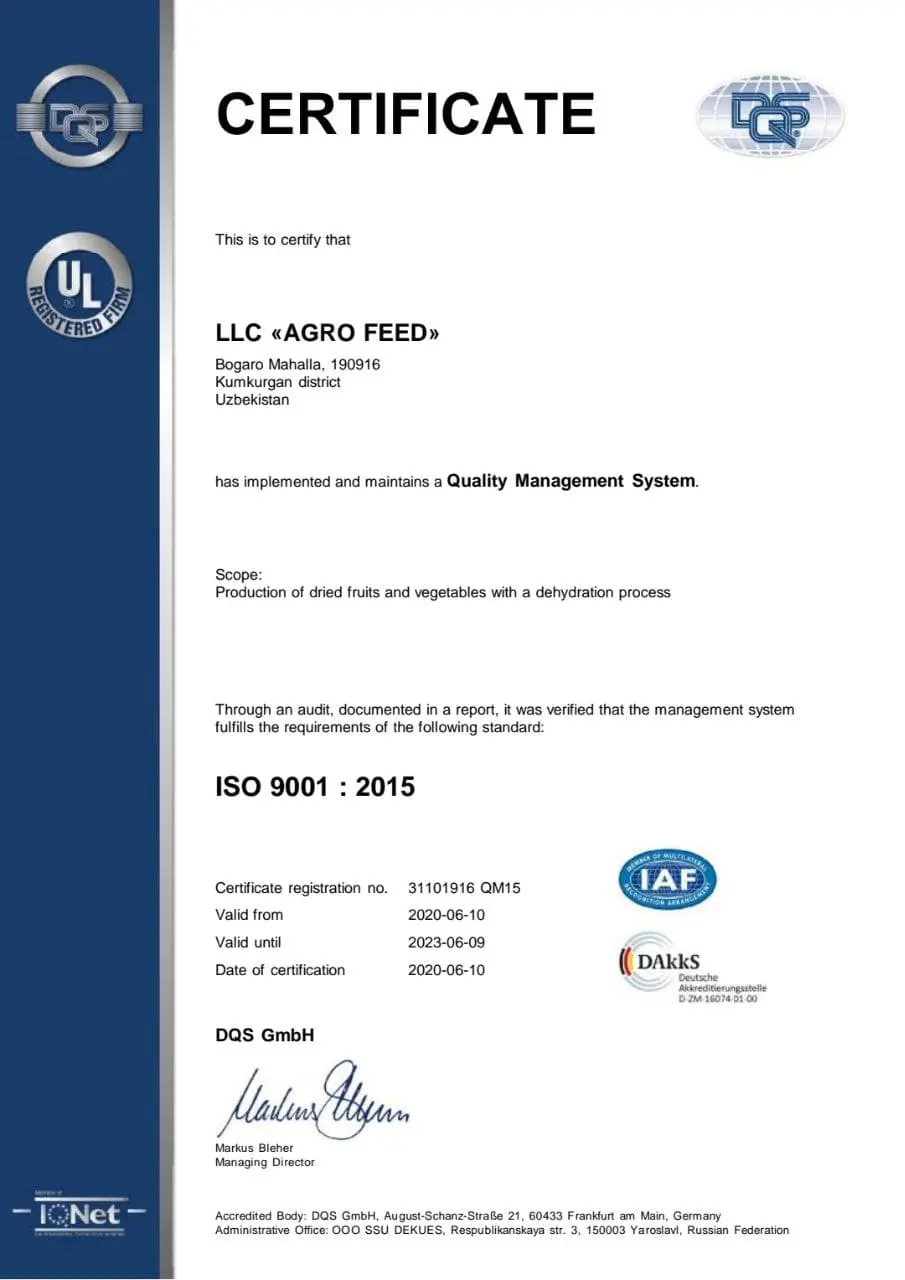 CERTIFICATE
DQS
DQS
UL
REGISTERED FIRM
This is to certify that
LLC «AGRO FEED»
Bogaro Mahalla, 190916
Kumkurgan district
Uzbekistan
has implemented and maintains a Quality Management System.
Scope:
Production of dried fruits and vegetables with a dehydration process
Through an audit, documented in a report, it was verified that the management system
fulfills the requirements of the following standard:
ISO 9001 : 2015
Certificate registration no. 31101916 QM15
Valid from 2020-06-10
Valid until 2023-06-09
Date of certification 2020-06-10
MEMBER OF MULTILATERAL
IAF
RECOGNITION ARRANGEMENT
DAkkS
Deutsche
Akkreditierungsstelle
D-ZM-16074-01-00
DQS GmbH
Markus Bleher
Managing Director
Member of
IQNet
Accredited Body: DQS GmbH, August-Schanz-Straße 21, 60433 Frankfurt am Main, Germany
Administrative Office: OOO SSU DEKUES, Respublikanskaya str. 3, 150003 Yaroslavl, Russian Federation